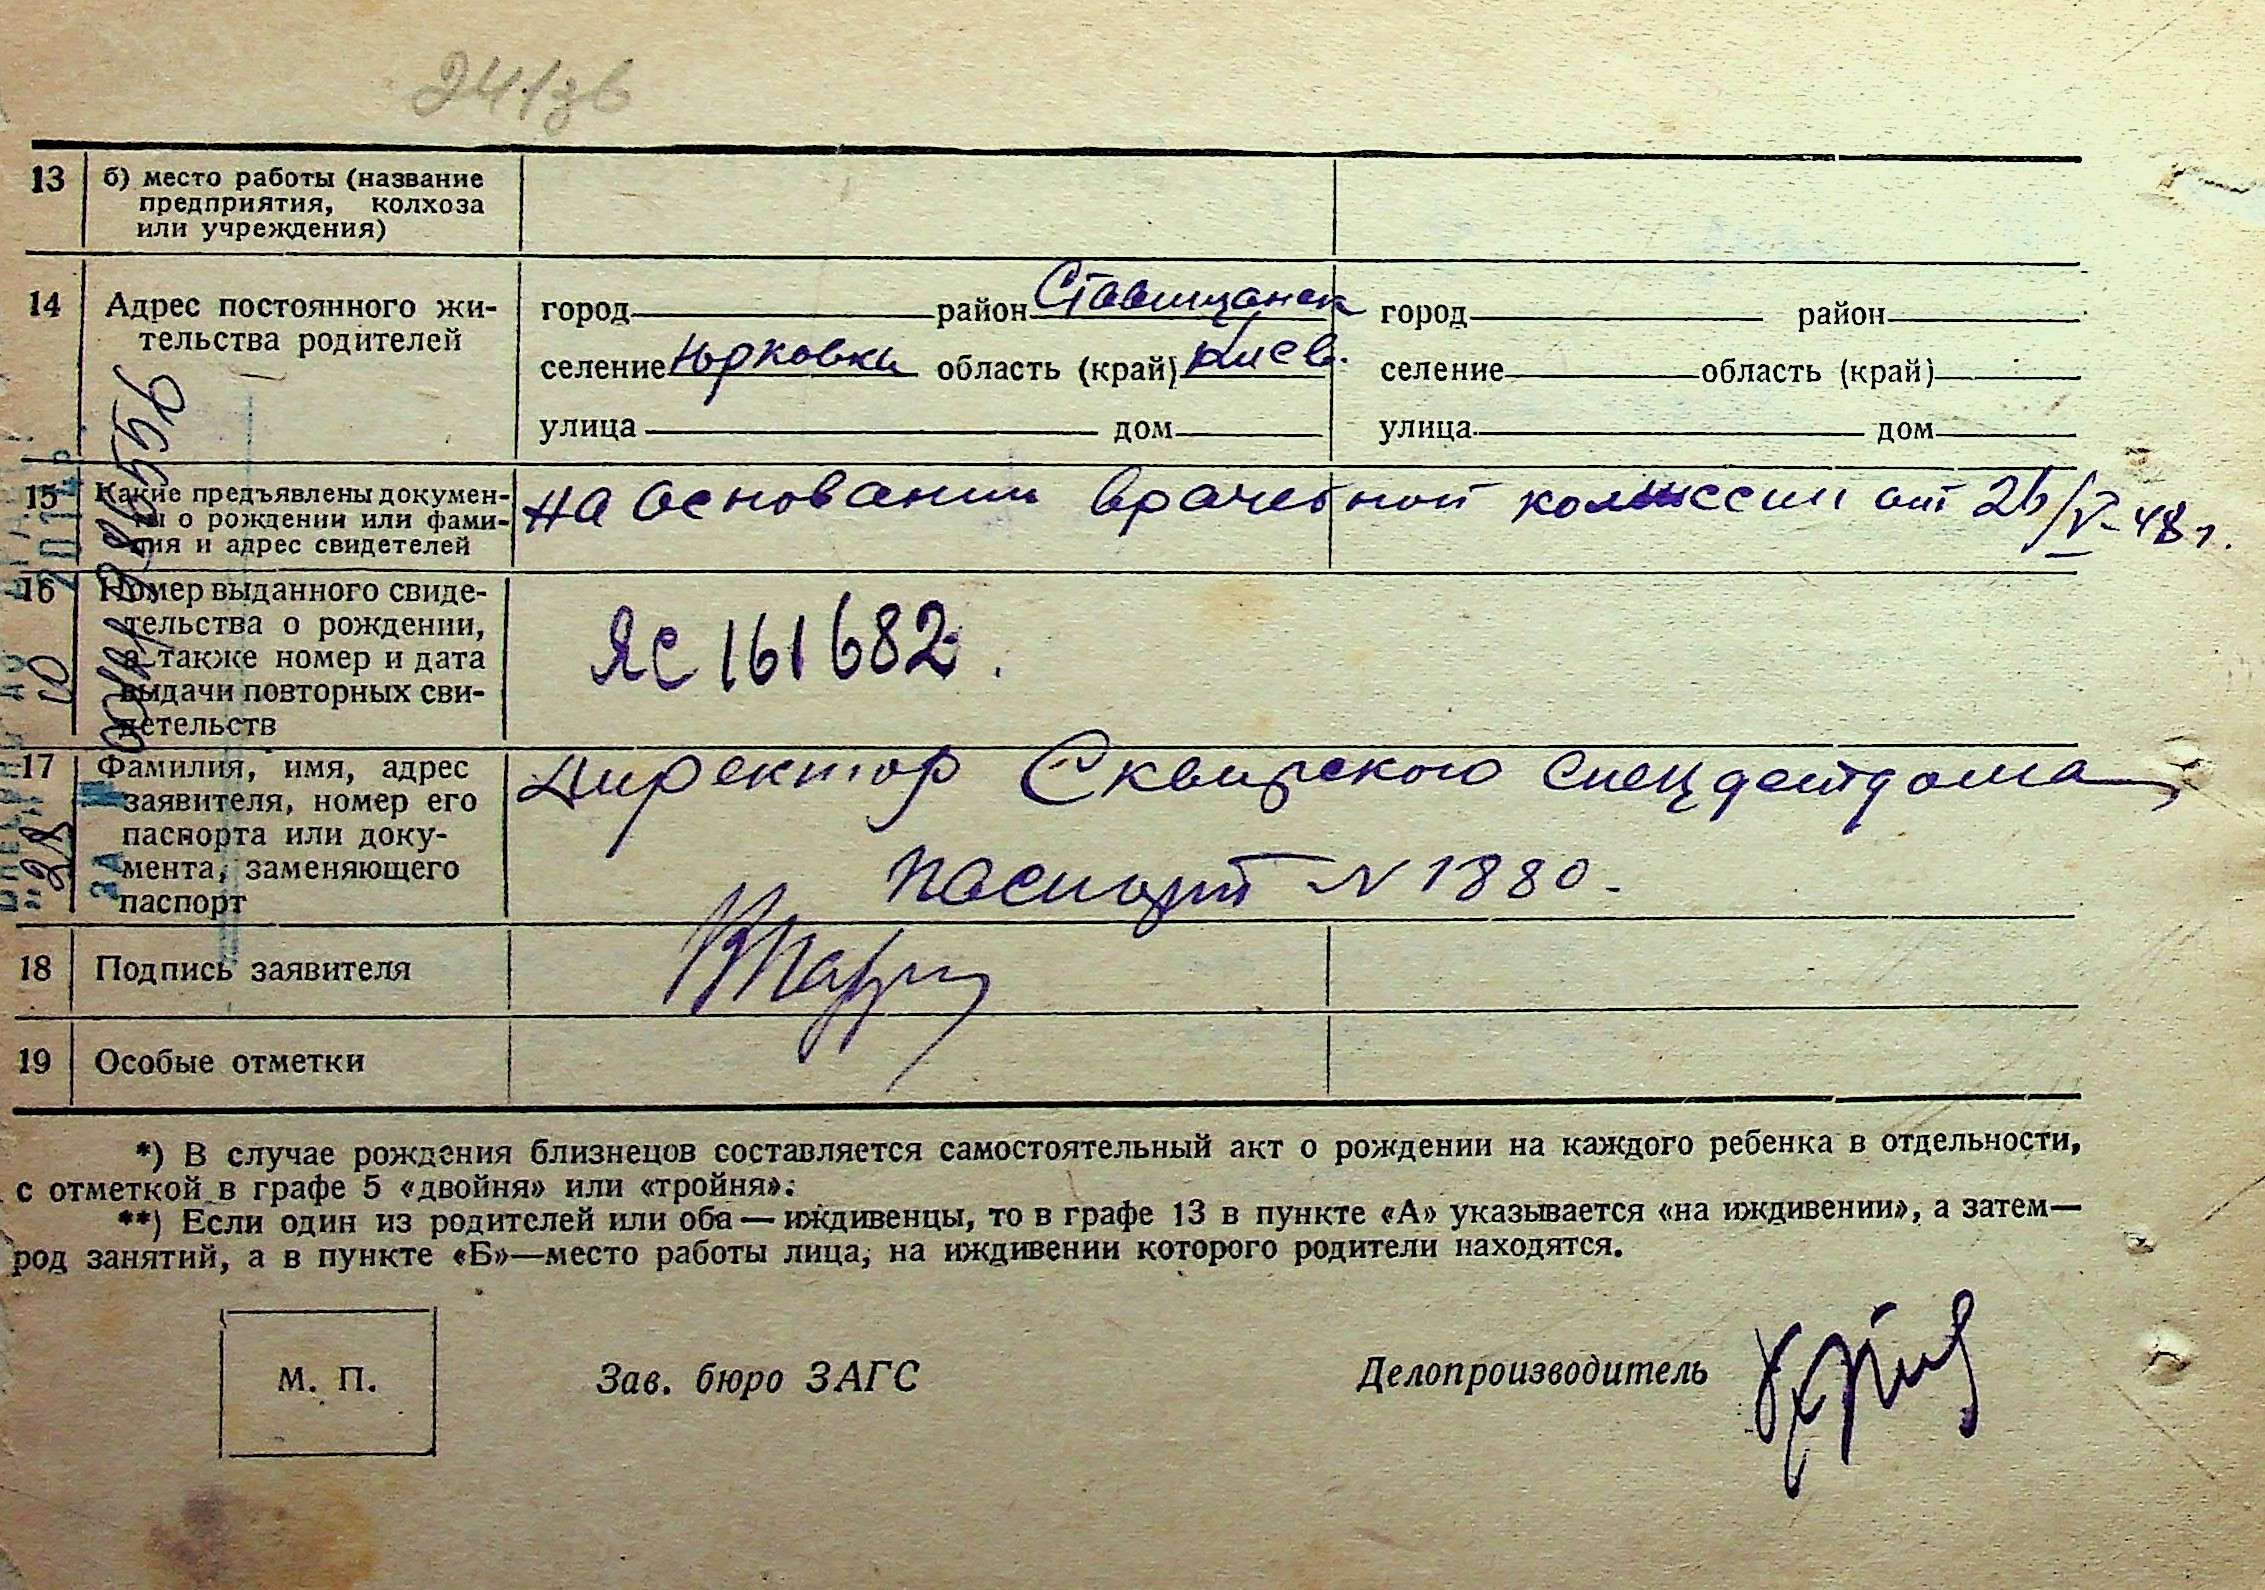 241зв
13 б) место работы (название
предприятия, колхоза
или учреждения)
14 Адрес постоянного жи-
тельства родителей
город район Ставищанск
селение Юрковка область (край) Киев.
улица дом
город район
селение область (край)
улица дом
15 Какие предъявлены докумен-
ты о рождении или фами-
лия и адрес свидетелей
На основании врачебной комиссии от 26/V-48г.
16 Номер выданного свиде-
тельства о рождении,
а также номер и дата
выдачи повторных сви-
детельств
ЯС 161682.
17 Фамилия, имя, адрес
заявителя, номер его
паспорта или доку-
мента, заменяющего
паспорт
Директор Сквирского спецдетдома,
паспорт N 1880.
18 Подпись заявителя
19 Особые отметки
*) В случае рождения близнецов составляется самостоятельный акт о рождении на каждого ребенка в отдельности,
с отметкой в графе 5 «двойня» или «тройня».
**) Если один из родителей или оба — иждивенцы, то в графе 13 в пункте «А» указывается «на иждивении», а затем—
род занятий, а в пункте «Б»—место работы лица, на иждивении которого родители находятся.
М. П.
Зав. бюро ЗАГС
Делопроизводитель